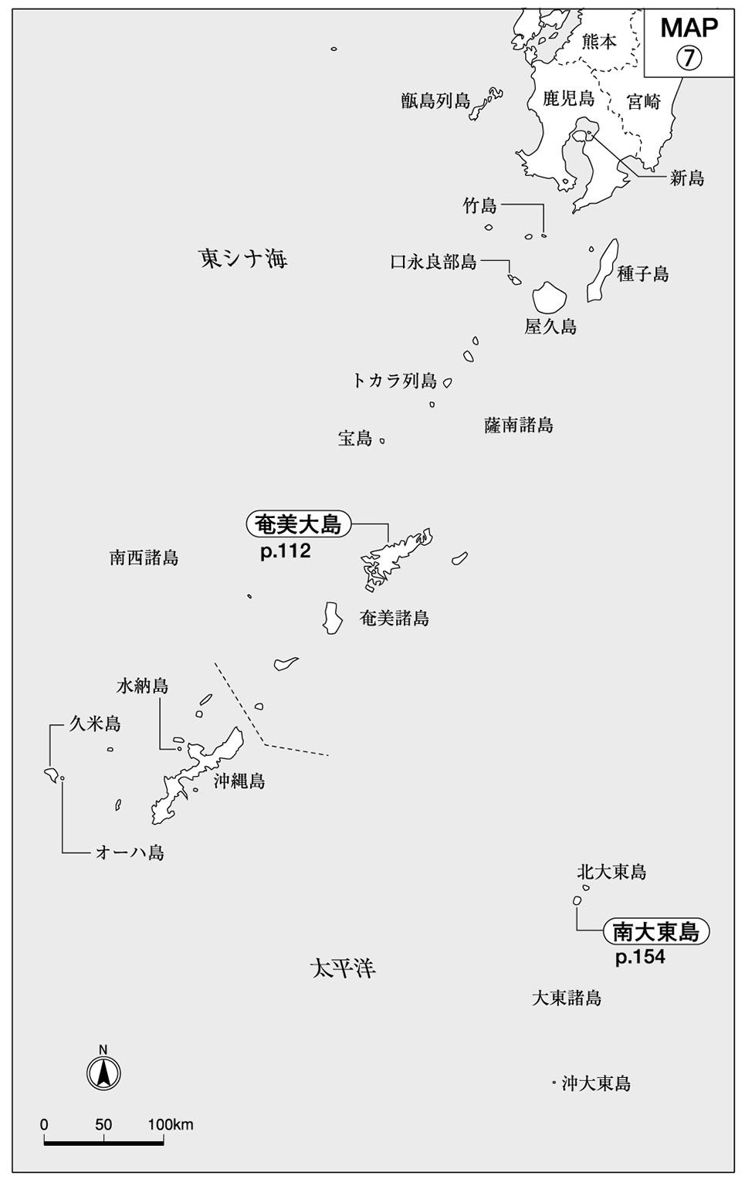 MAP
⑦
熊本
甑島列島
鹿児島
宮崎
新島
竹島
東シナ海
口永良部島
種子島
屋久島
トカラ列島
薩南諸島
宝島
奄美大島
p.112
南西諸島
奄美諸島
水納島
久米島
沖縄島
オーハ島
北大東島
南大東島
p.154
太平洋
大東諸島
N
沖大東島
0 50 100km